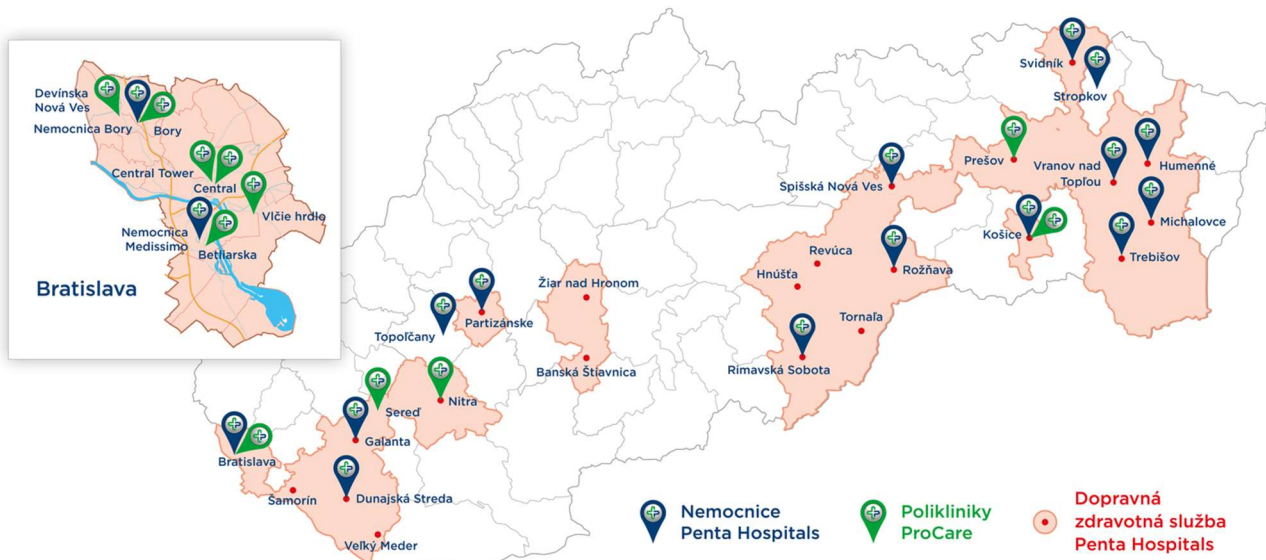 Devínska
Nová Ves
Nemocnica Bory
Bory
Central Tower
Central
Vlčie hrdlo
Nemocnica
Medissimo
Betliarska
Bratislava
Svidník
Stropkov
Prešov
Vranov nad
Topľou
Humenné
Spišská Nová Ves
Michalovce
Košice
Trebišov
Revúca
Rožňava
Hnúšťa
Žiar nad Hronom
Tornaľa
Partizánske
Topoľčany
Banská Štiavnica
Rimavská Sobota
Nitra
Sereď
Galanta
Bratislava
Šamorín
Dunajská Streda
Veľký Meder
Nemocnice
Penta Hospitals
Polikliniky
ProCare
Dopravná
zdravotná služba
Penta Hospitals